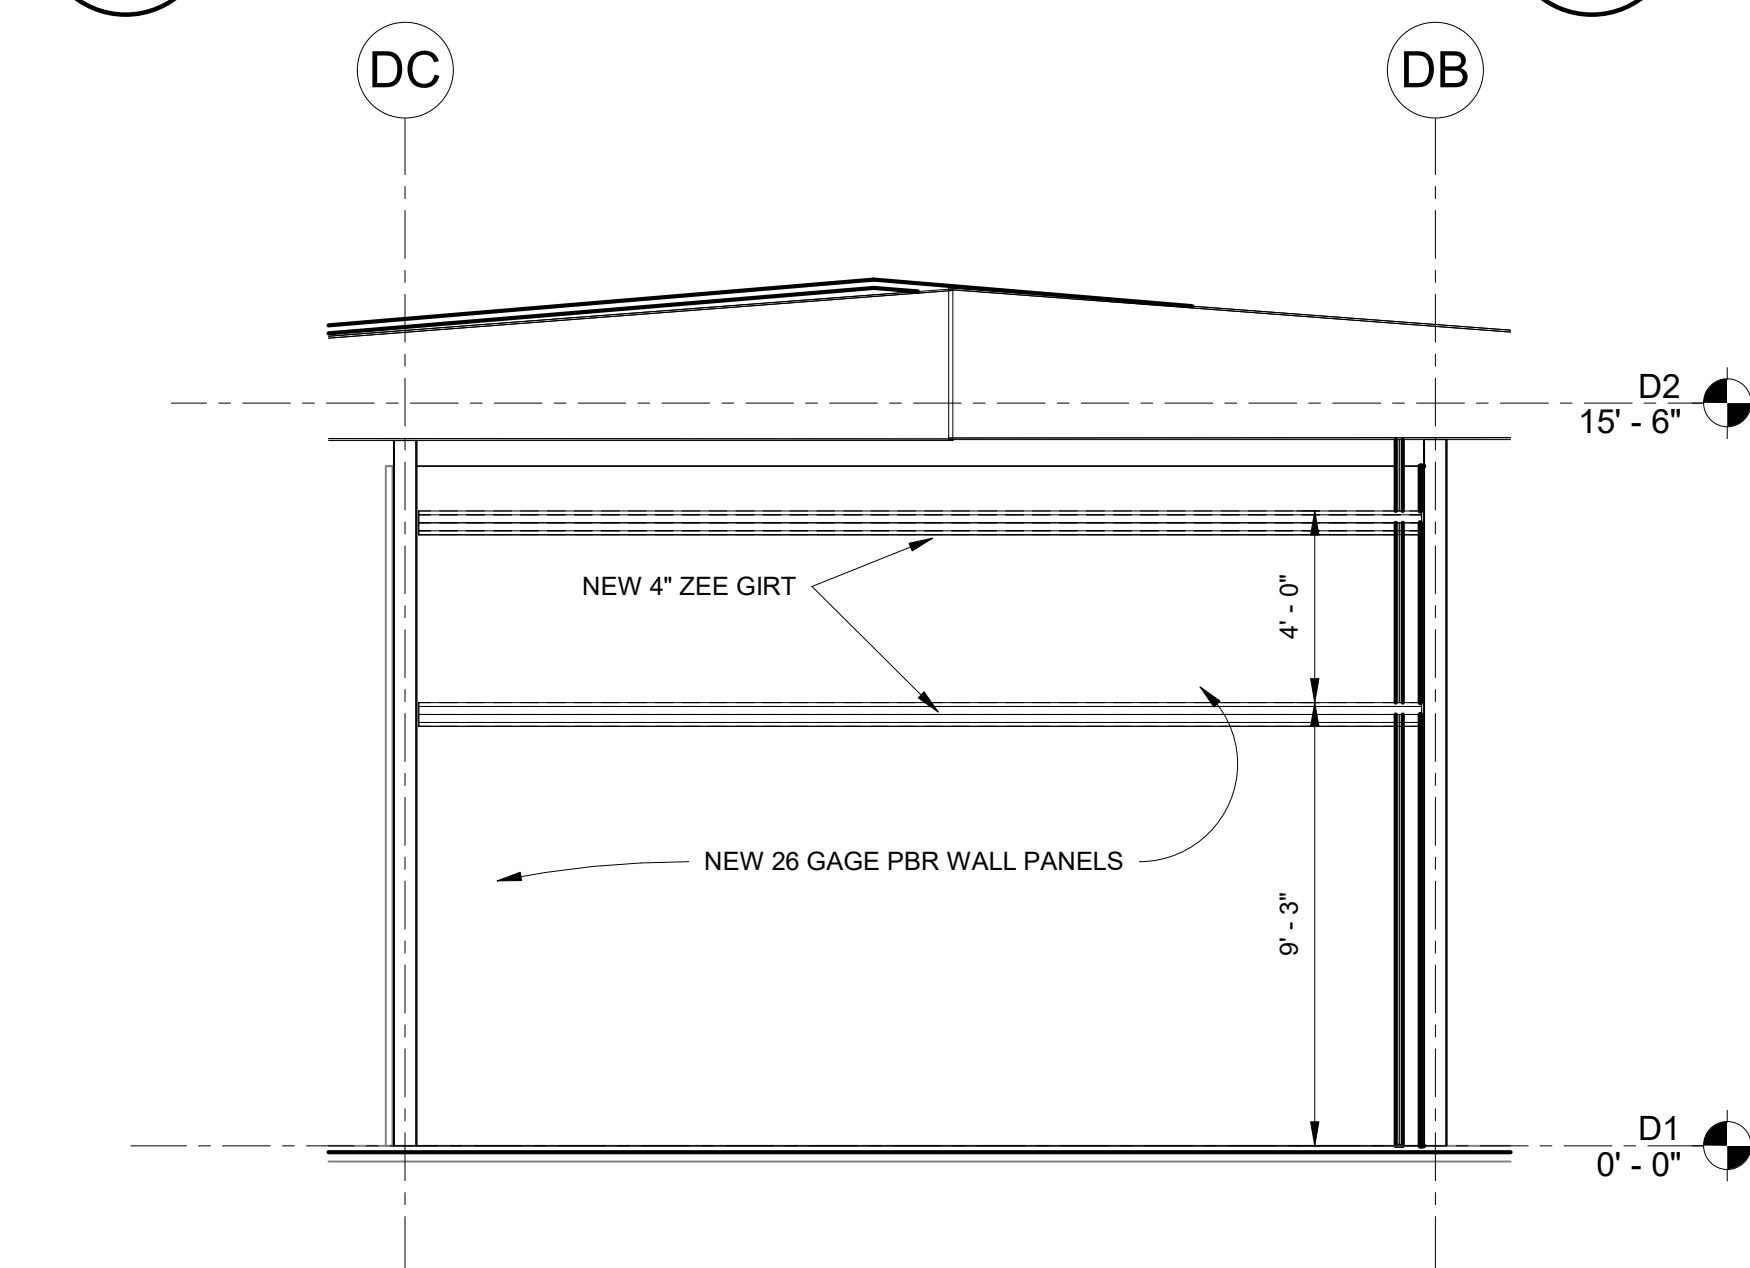 DC
DB
D2
15' - 6"
NEW 4" ZEE GIRT
4' - 0"
NEW 26 GAGE PBR WALL PANELS
9' - 3"
D1
0' - 0"